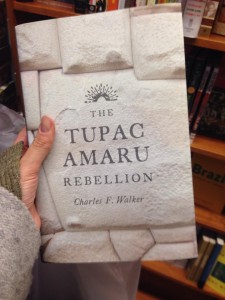 THE
TUPAC
AMARU
REBELLION
Charles F. Walker